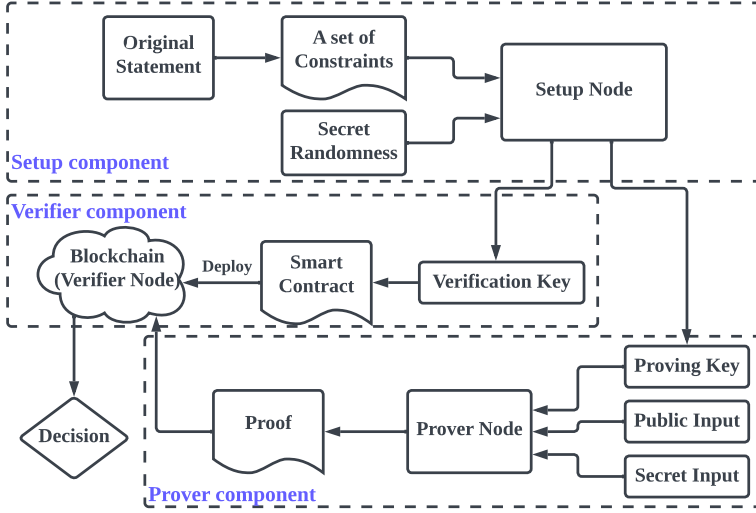 Original
Statement
A set of
Constraints
Setup Node
Secret
Randomness
Setup component
Verifier component
Blockchain
(Verifier Node)
Deploy
Smart
Contract
Verification Key
Proving Key
Public Input
Secret Input
Prover Node
Proof
Decision
Prover component